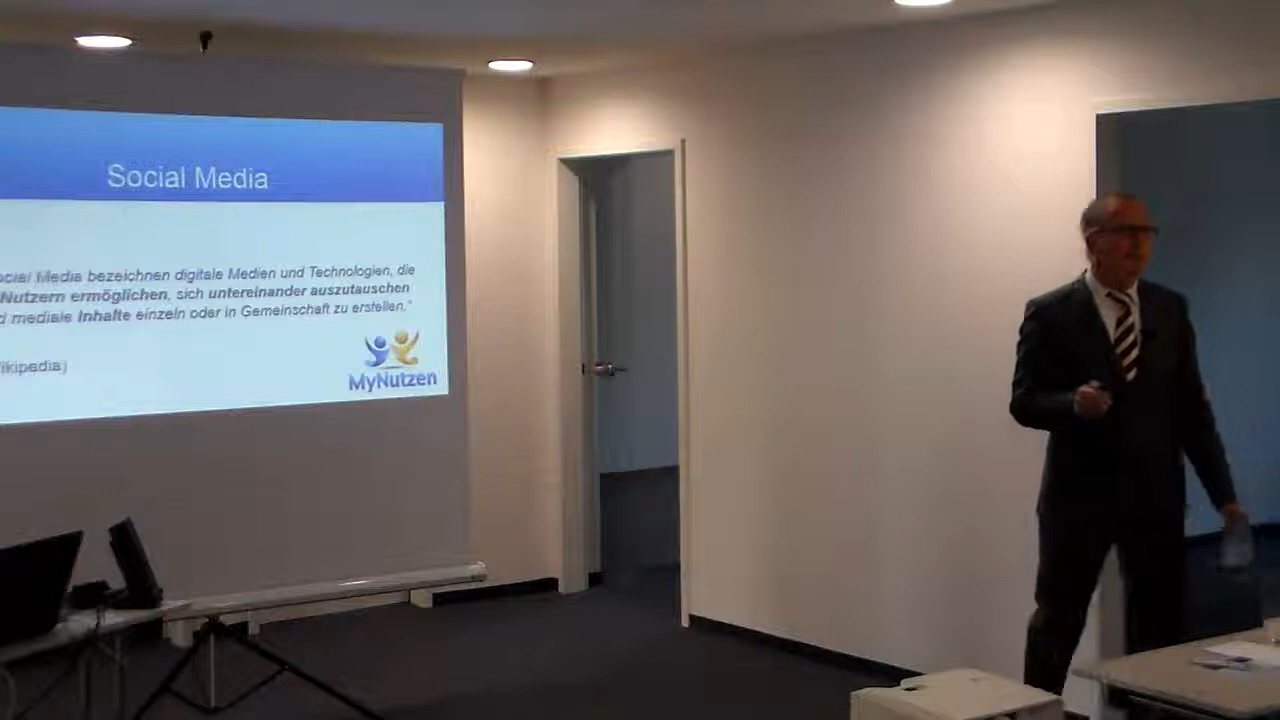 Social Media
ocial Media bezeichnen digitale Medien und Technologien, die
Nutzern ermöglichen, sich untereinander auszutauschen
d mediale Inhalte einzeln oder in Gemeinschaft zu erstellen."
ikipedia)
MyNutzen